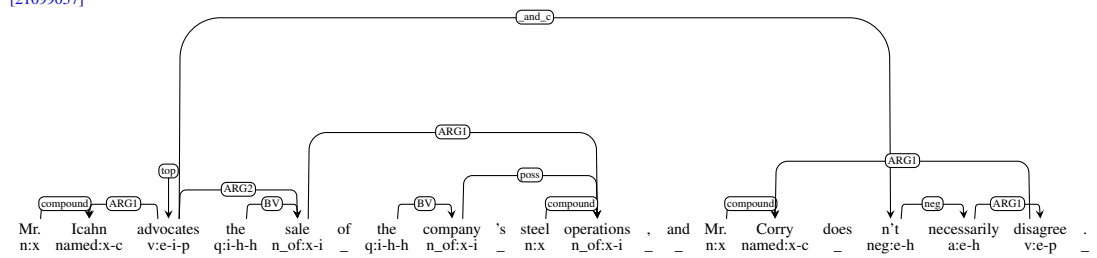 [21099037]
_and_c
ARG1
ARG1
poss
top
ARG2
compound ARG1 BV BV compound compound neg ARG1
Mr. Icahn advocates the sale of the company 's steel operations , and Mr. Corry does n't necessarily disagree .
n:x named:x-c v:e-i-p q:i-h-h n_of:x-i _ q:i-h-h n_of:x-i _ n:x n_of:x-i _ _ n:x named:x-c _ neg:e-h a:e-h v:e-p _